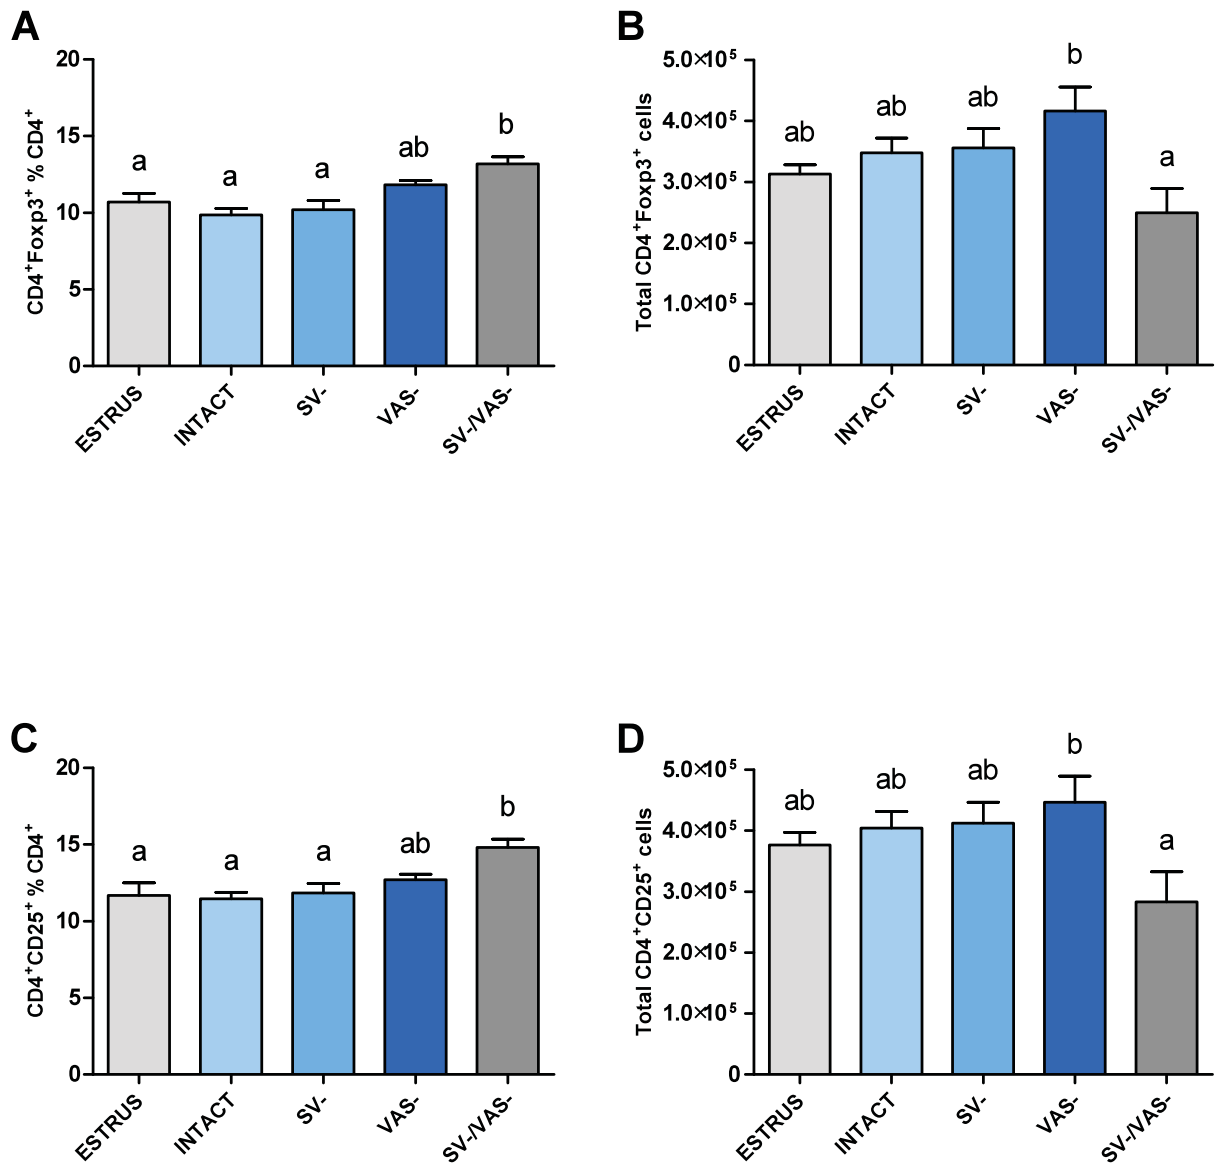 A
CD4⁺Foxp3⁺ % CD4⁺
20
15
10
5
0
a
a
a
ab
b
ESTRUS
INTACT
SV-
VAS-
SV-/VAS-
B
Total CD4⁺Foxp3⁺ cells
5.0×10⁵
4.0×10⁵
3.0×10⁵
2.0×10⁵
1.0×10⁵
0
ab
ab
ab
b
a
ESTRUS
INTACT
SV-
VAS-
SV-/VAS-
C
CD4⁺CD25⁺ % CD4⁺
20
15
10
5
0
a
a
a
ab
b
ESTRUS
INTACT
SV-
VAS-
SV-/VAS-
D
Total CD4⁺CD25⁺ cells
5.0×10⁵
4.0×10⁵
3.0×10⁵
2.0×10⁵
1.0×10⁵
0
ab
ab
ab
b
a
ESTRUS
INTACT
SV-
VAS-
SV-/VAS-